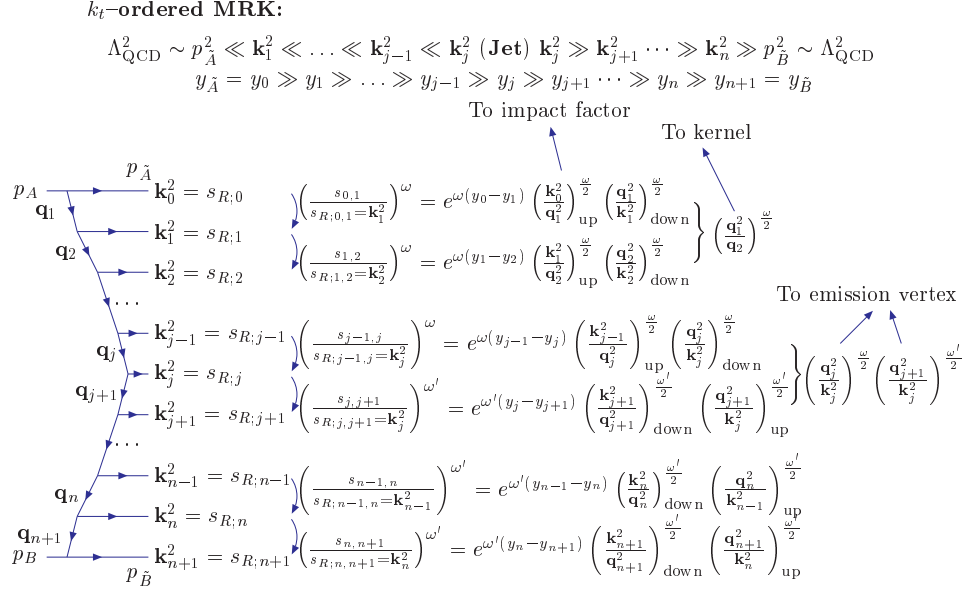 k_t–ordered MRK:
Λ²_QCD ∼ p²_Ã ≪ k²_1 ≪ … ≪ k²_{j−1} ≪ k²_j (Jet) k²_j ≫ k²_{j+1} ⋯ ≫ k²_n ≫ p²_B̃ ∼ Λ²_QCD
y_Ã = y_0 ≫ y_1 ≫ … ≫ y_{j−1} ≫ y_j ≫ y_{j+1} ⋯ ≫ y_n ≫ y_{n+1} = y_B̃
To impact factor
To kernel
p_Ã
p_A k²_0 = s_{R;0} (s_{0,1} / s_{R;0,1}=k²_1)^ω = e^{ω(y_0−y_1)} (k²_0/q²_1)^{ω/2}_up (q²_1/k²_1)^{ω/2}_down
q_1 k²_1 = s_{R;1} } (q²_1/q_2)^{ω/2}
q_2 k²_2 = s_{R;2} (s_{1,2} / s_{R;1,2}=k²_2)^ω = e^{ω(y_1−y_2)} (k²_1/q²_2)^{ω/2}_up (q²_2/k²_2)^{ω/2}_down
⋯ To emission vertex
k²_{j−1} = s_{R;j−1} (s_{j−1,j} / s_{R;j−1,j}=k²_j)^ω = e^{ω(y_{j−1}−y_j)} (k²_{j−1}/q²_j)^{ω/2}_up (q²_j/k²_j)^{ω/2}_down
q_j k²_j = s_{R;j} } (q²_j/k²_j)^{ω/2} (q²_{j+1}/k²_j)^{ω′/2}
q_{j+1} k²_{j+1} = s_{R;j+1} (s_{j,j+1} / s_{R;j,j+1}=k²_j)^{ω′} = e^{ω′(y_j−y_{j+1})} (k²_{j+1}/q²_{j+1})^{ω′/2}_down (q²_{j+1}/k²_j)^{ω′/2}_up
⋯
k²_{n−1} = s_{R;n−1} (s_{n−1,n} / s_{R;n−1,n}=k²_{n−1})^{ω′} = e^{ω′(y_{n−1}−y_n)} (k²_n/q²_n)^{ω′/2}_down (q²_n/k²_{n−1})^{ω′/2}_up
q_n k²_n = s_{R;n}
q_{n+1}
p_B k²_{n+1} = s_{R;n+1} (s_{n,n+1} / s_{R;n,n+1}=k²_n)^{ω′} = e^{ω′(y_n−y_{n+1})} (k²_{n+1}/q²_{n+1})^{ω′/2}_down (q²_{n+1}/k²_n)^{ω′/2}_up
p_B̃